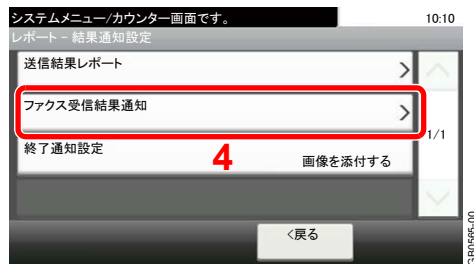 システムメニュー/カウンター画面です。
10:10
レポート - 結果通知設定
送信結果レポート
>
ファクス受信結果通知
>
1/1
終了通知設定
画像を添付する
4
<戻る
GB0565-00